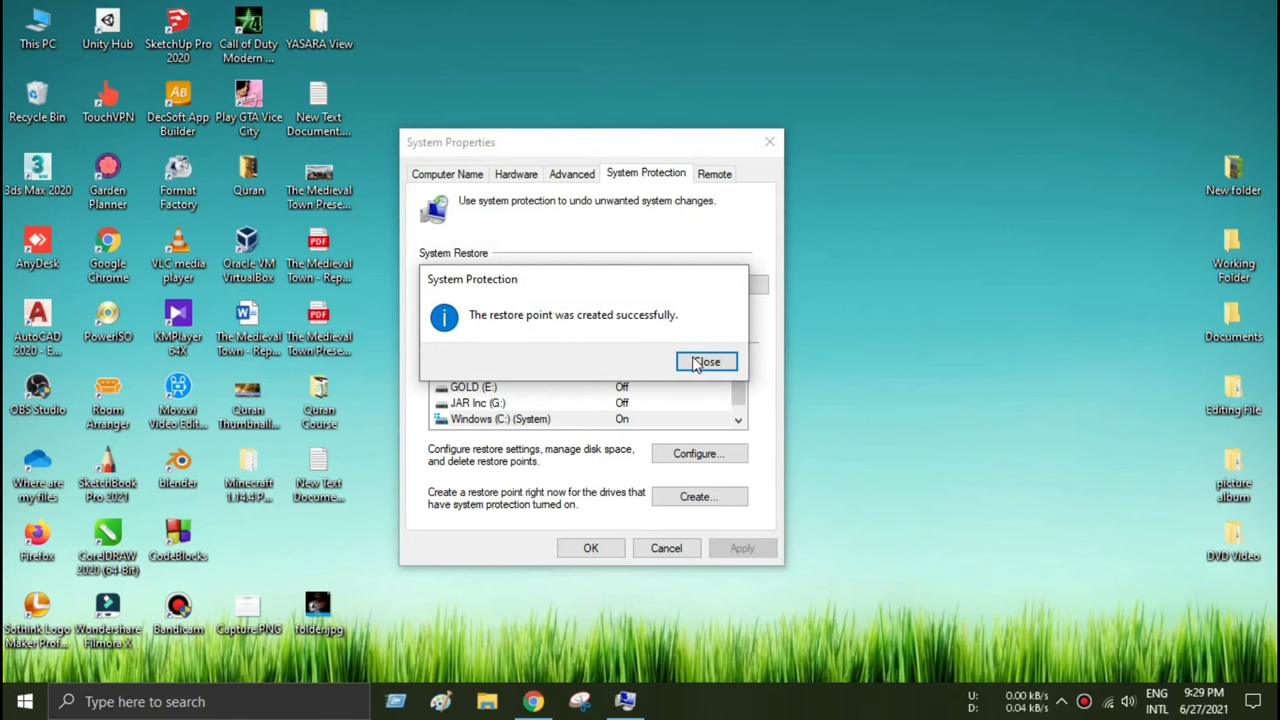 This PC
Unity Hub
SketchUp Pro
2020
Call of Duty
Modern ...
YASARA View
Recycle Bin
TouchVPN
DecSoft App
Builder
Play GTA Vice
City
New Text
Document....
3ds Max 2020
Garden
Planner
Format
Factory
Quran
The Medieval
Town Prese...
AnyDesk
Google
Chrome
VLC media
player
Oracle VM
VirtualBox
The Medieval
Town - Rep...
AutoCAD
2020 - E...
PowerISO
KMPlayer
64X
The Medieval
Town - Rep...
The Medieval
Town Prese...
OBS Studio
Room
Arranger
Movavi
Video Edit...
Quran
Thumbnail...
Quran
Course
Where are
my files
SketchBook
Pro 2021
blender
Minecraft
1.14.4 P...
New Text
Docume...
Firefox
CorelDRAW
2020 (64-Bit)
CodeBlocks
Sothink Logo
Maker Prof...
Wondershare
Filmora X
Bandicam
Capture.PNG
folder.jpg
System Properties
Computer Name
Hardware
Advanced
System Protection
Remote
Use system protection to undo unwanted system changes.
System Restore
System Protection
The restore point was created successfully.
Close
GOLD (E:) Off
JAR Inc (G:) Off
Windows (C:) (System) On
Configure restore settings, manage disk space,
and delete restore points.
Configure...
Create a restore point right now for the drives that
have system protection turned on.
Create...
OK
Cancel
Apply
New folder
Working
Folder
Documents
Editing File
picture
album
DVD Video
Type here to search
U: 0.00 kB/s
D: 0.04 kB/s
ENG
INTL
9:29 PM
6/27/2021